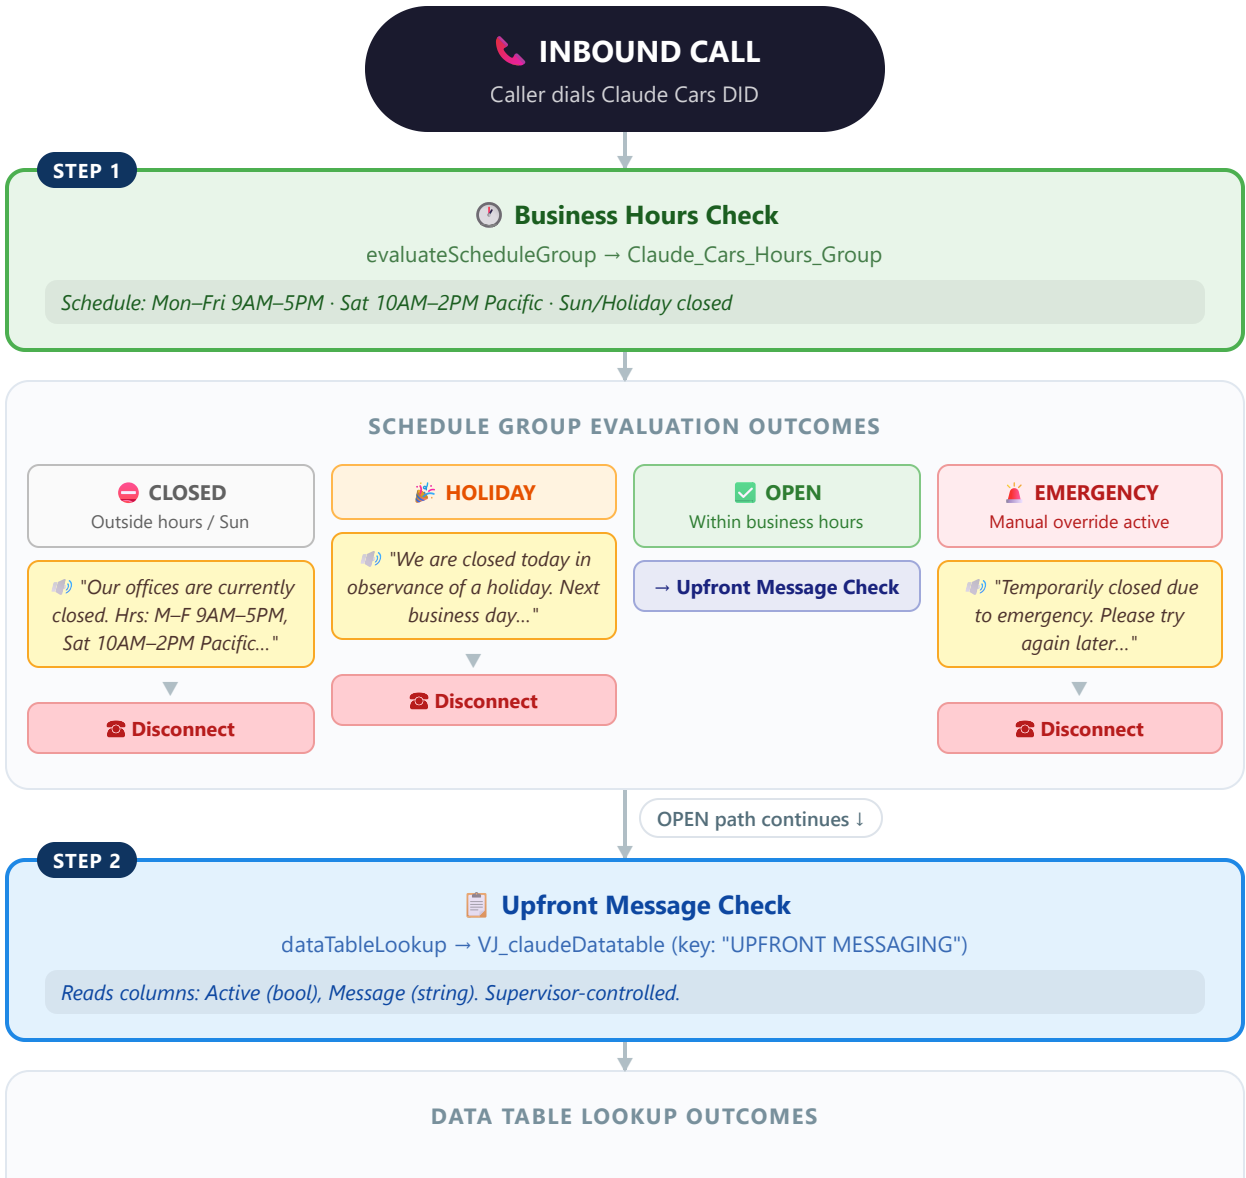 INBOUND CALL
Caller dials Claude Cars DID
STEP 1
Business Hours Check
evaluateScheduleGroup → Claude_Cars_Hours_Group
Schedule: Mon–Fri 9AM–5PM · Sat 10AM–2PM Pacific · Sun/Holiday closed
SCHEDULE GROUP EVALUATION OUTCOMES
CLOSED
Outside hours / Sun
"Our offices are currently
closed. Hrs: M–F 9AM–5PM,
Sat 10AM–2PM Pacific..."
Disconnect
HOLIDAY
"We are closed today in
observance of a holiday. Next
business day..."
Disconnect
OPEN
Within business hours
→ Upfront Message Check
EMERGENCY
Manual override active
"Temporarily closed due
to emergency. Please try
again later..."
Disconnect
OPEN path continues ↓
STEP 2
Upfront Message Check
dataTableLookup → VJ_claudeDatatable (key: "UPFRONT MESSAGING")
Reads columns: Active (bool), Message (string). Supervisor-controlled.
DATA TABLE LOOKUP OUTCOMES